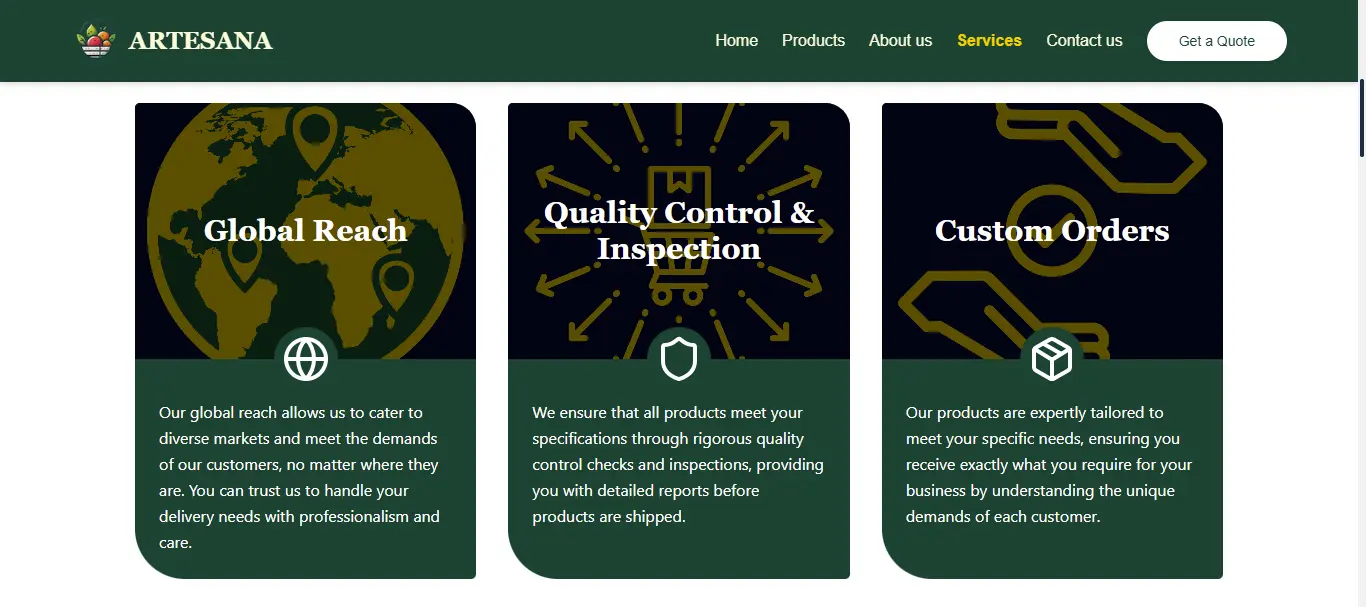 ARTESANA
Home Products About us Services Contact us Get a Quote
Global Reach
Our global reach allows us to cater to
diverse markets and meet the demands
of our customers, no matter where they
are. You can trust us to handle your
delivery needs with professionalism and
care.
Quality Control &
Inspection
We ensure that all products meet your
specifications through rigorous quality
control checks and inspections, providing
you with detailed reports before
products are shipped.
Custom Orders
Our products are expertly tailored to
meet your specific needs, ensuring you
receive exactly what you require for your
business by understanding the unique
demands of each customer.